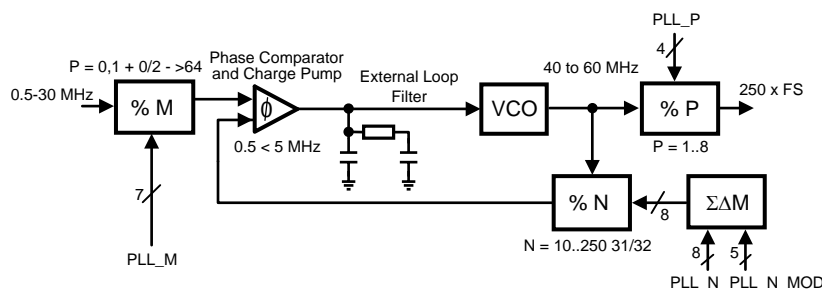 PLL_P
Phase Comparator
and Charge Pump
P = 0,1 + 0/2 - >64
4
External Loop
Filter
40 to 60 MHz
0.5-30 MHz
% M
ϕ
VCO
% P
250 x FS
0.5 < 5 MHz
P = 1..8
7
% N
8
ΣΔM
N = 10..250 31/32
8
5
PLL_M
PLL_N
PLL_N_MOD